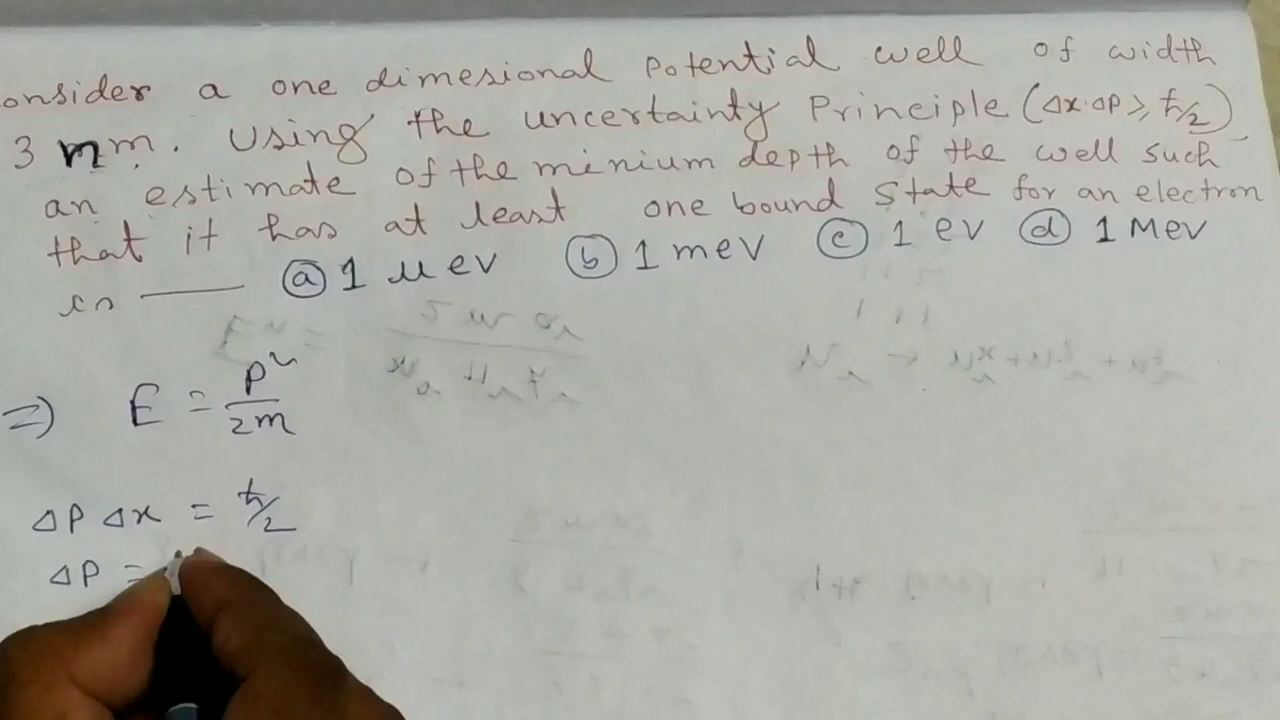 onsider a one dimesional potential well of width
3 nm. Using the uncertainty Principle (Δx·Δp ≥ ħ/2)
an estimate of the minium depth of the well such
that it has at least one bound state for an electron
is ___ ⓐ 1 μev ⓑ 1 mev ⓒ 1 ev ⓓ 1 Mev
=) E = p²/2m
Δp Δx = ħ/2
Δp =